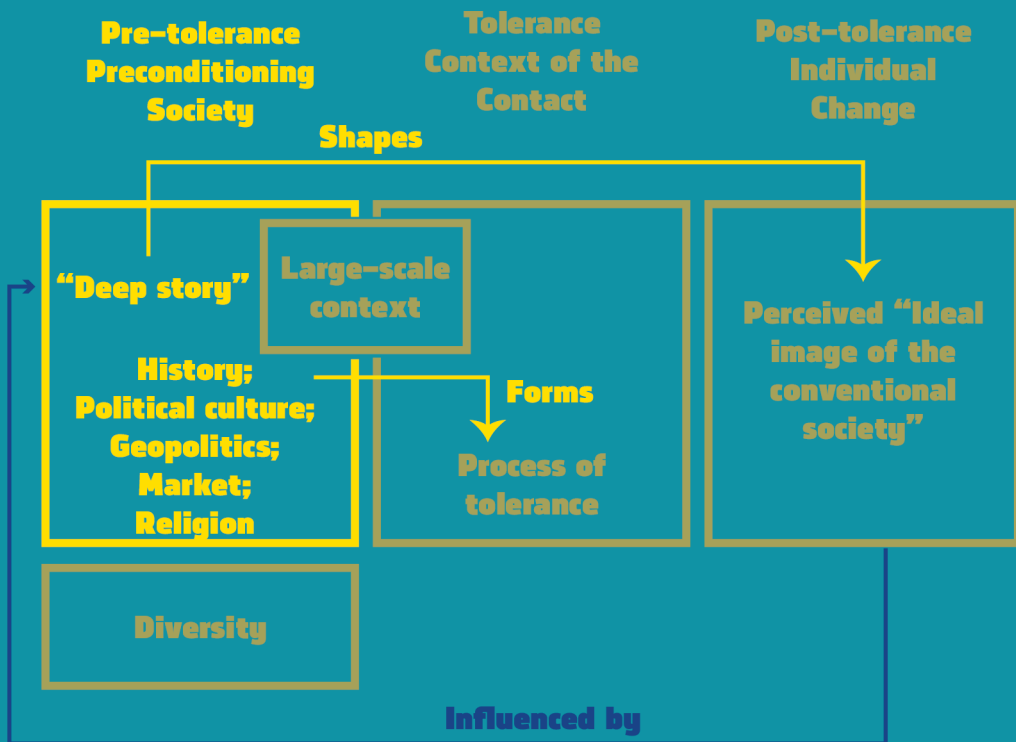 Pre-tolerance
Preconditioning
Society
Tolerance
Context of the
Contact
Post-tolerance
Individual
Change
Shapes
“Deep story”
Large-scale
context
History;
Political culture;
Geopolitics;
Market;
Religion
Forms
Process of
tolerance
Perceived “Ideal
image of the
conventional
society”
Diversity
Influenced by